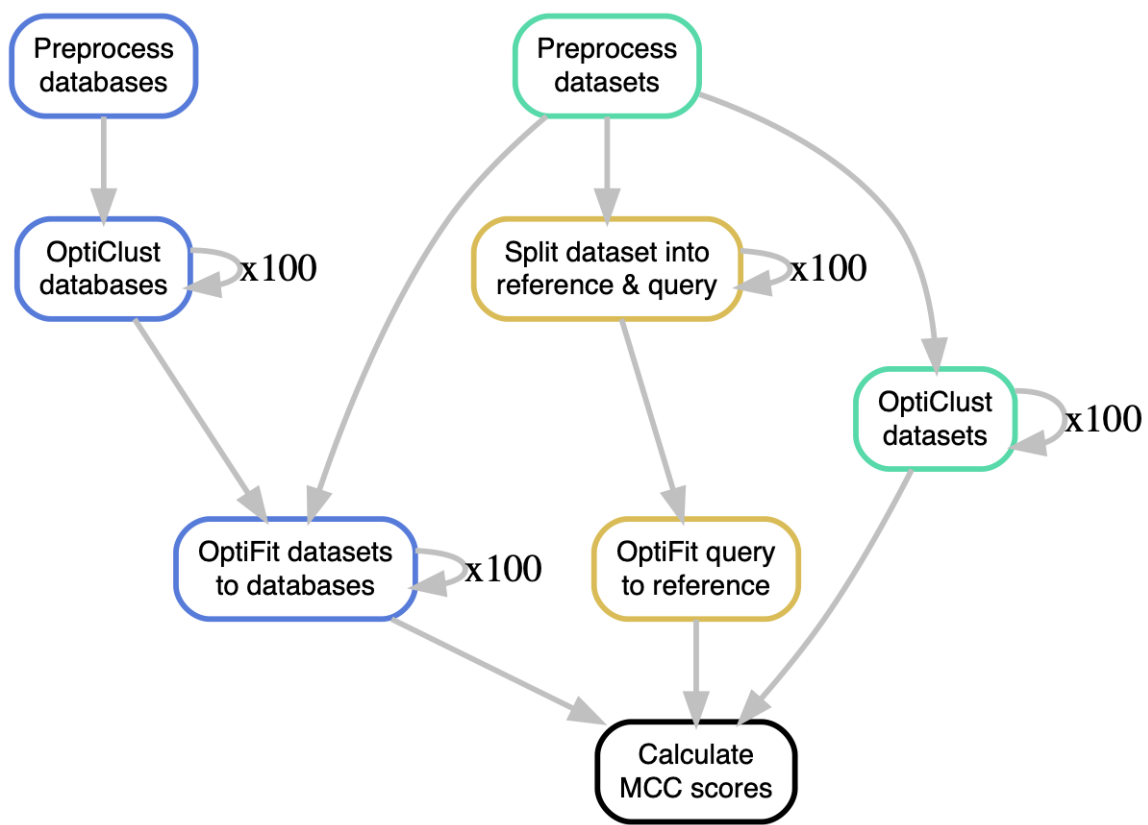 Preprocess
databases
Preprocess
datasets
OptiClust
databases
x100
Split dataset into
reference & query
x100
OptiClust
datasets
x100
OptiFit datasets
to databases
x100
OptiFit query
to reference
Calculate
MCC scores